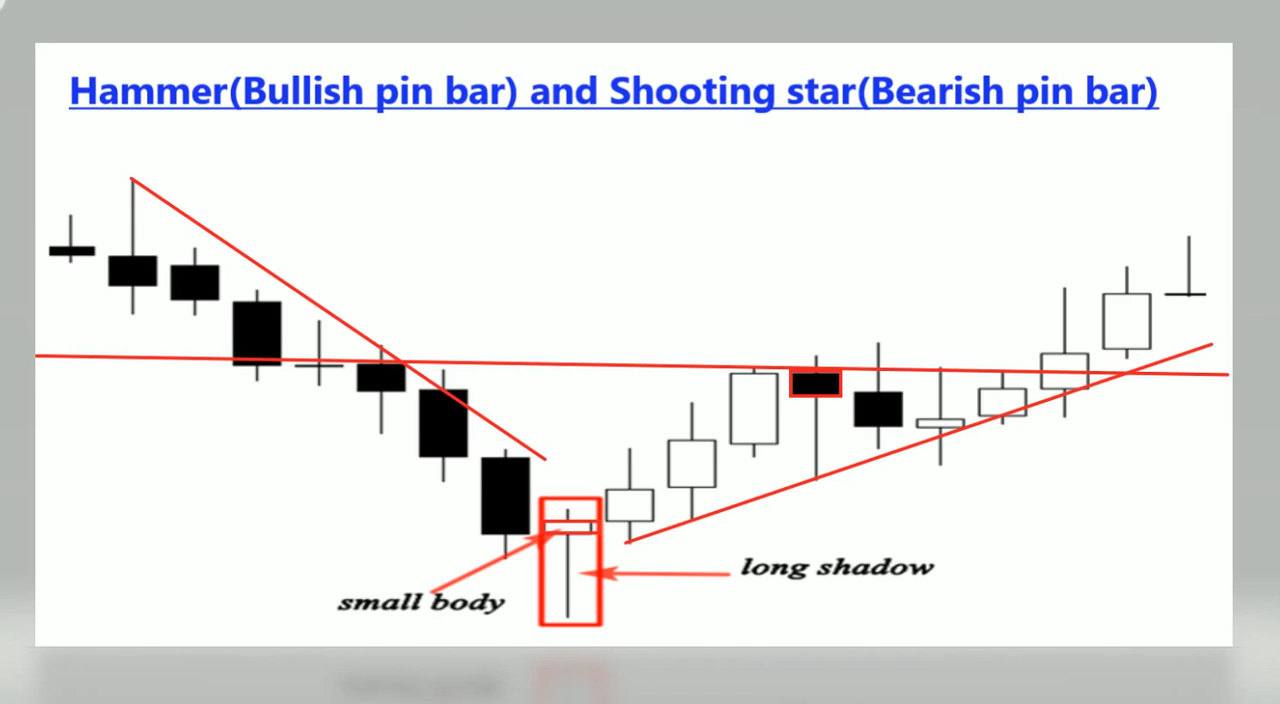 Hammer(Bullish pin bar) and Shooting star(Bearish pin bar)
long shadow
small body